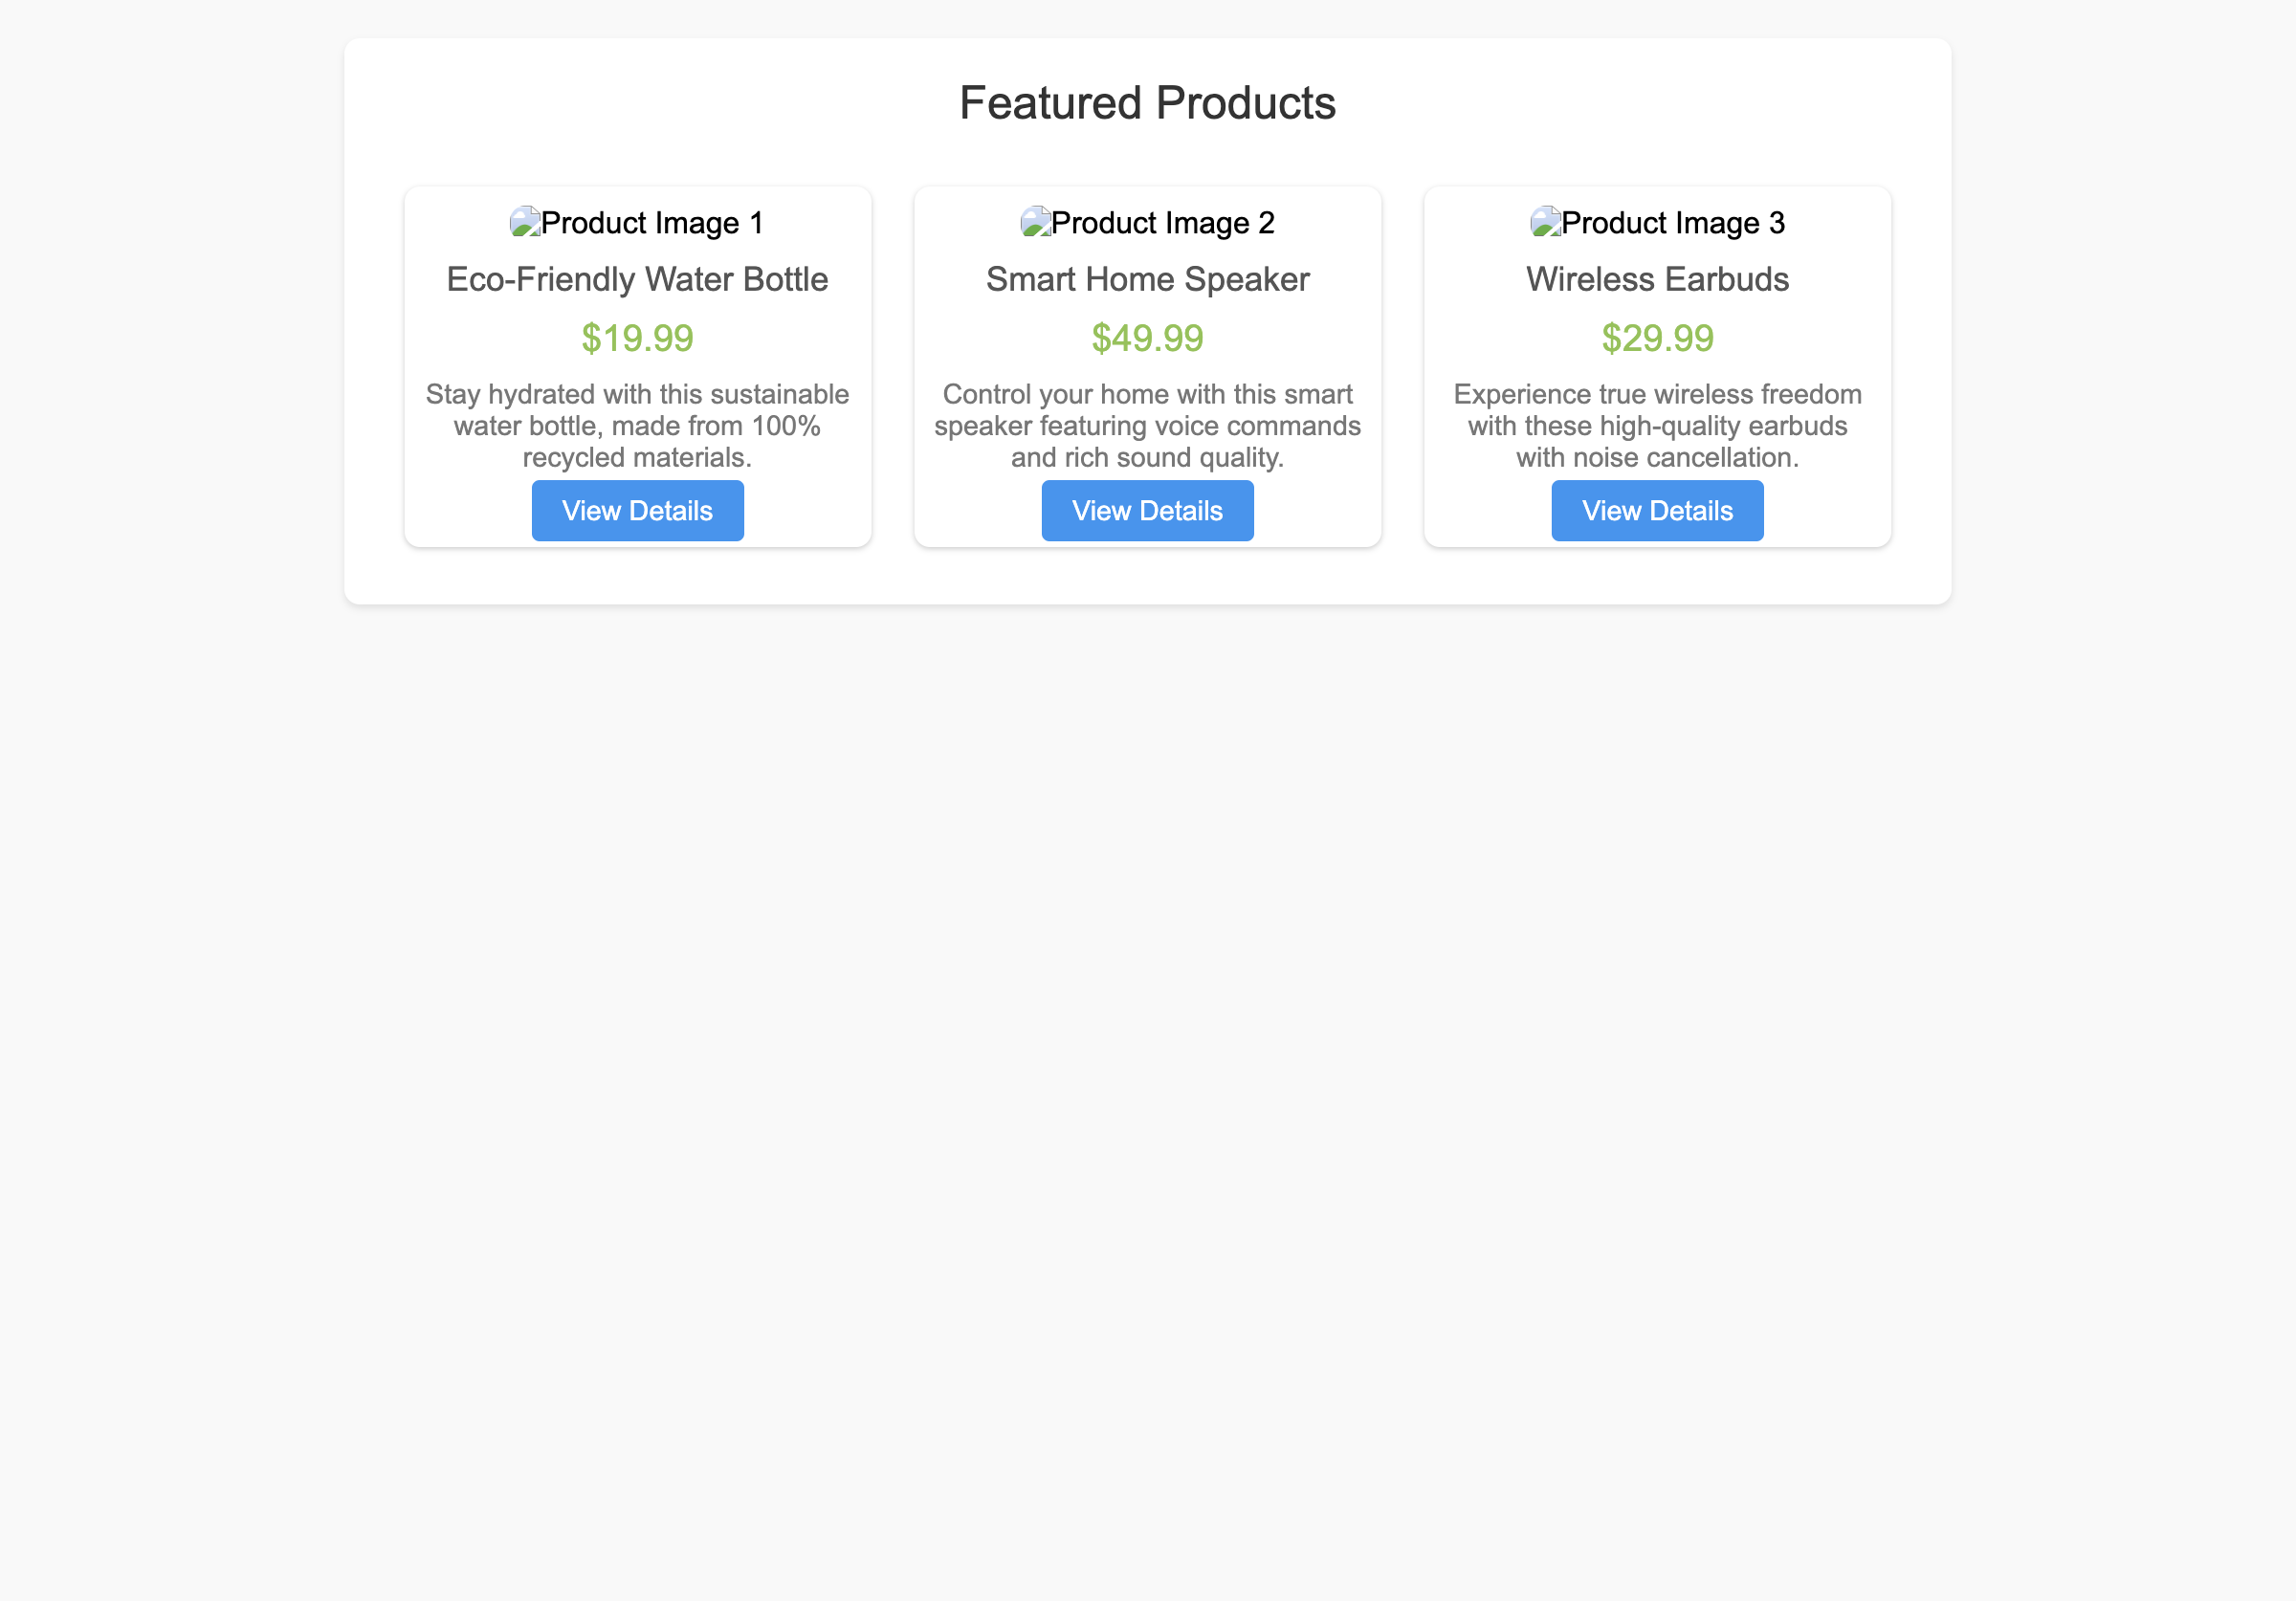 Featured Products
Product Image 1
Eco-Friendly Water Bottle
$19.99
Stay hydrated with this sustainable
water bottle, made from 100%
recycled materials.
View Details
Product Image 2
Smart Home Speaker
$49.99
Control your home with this smart
speaker featuring voice commands
and rich sound quality.
View Details
Product Image 3
Wireless Earbuds
$29.99
Experience true wireless freedom
with these high-quality earbuds
with noise cancellation.
View Details